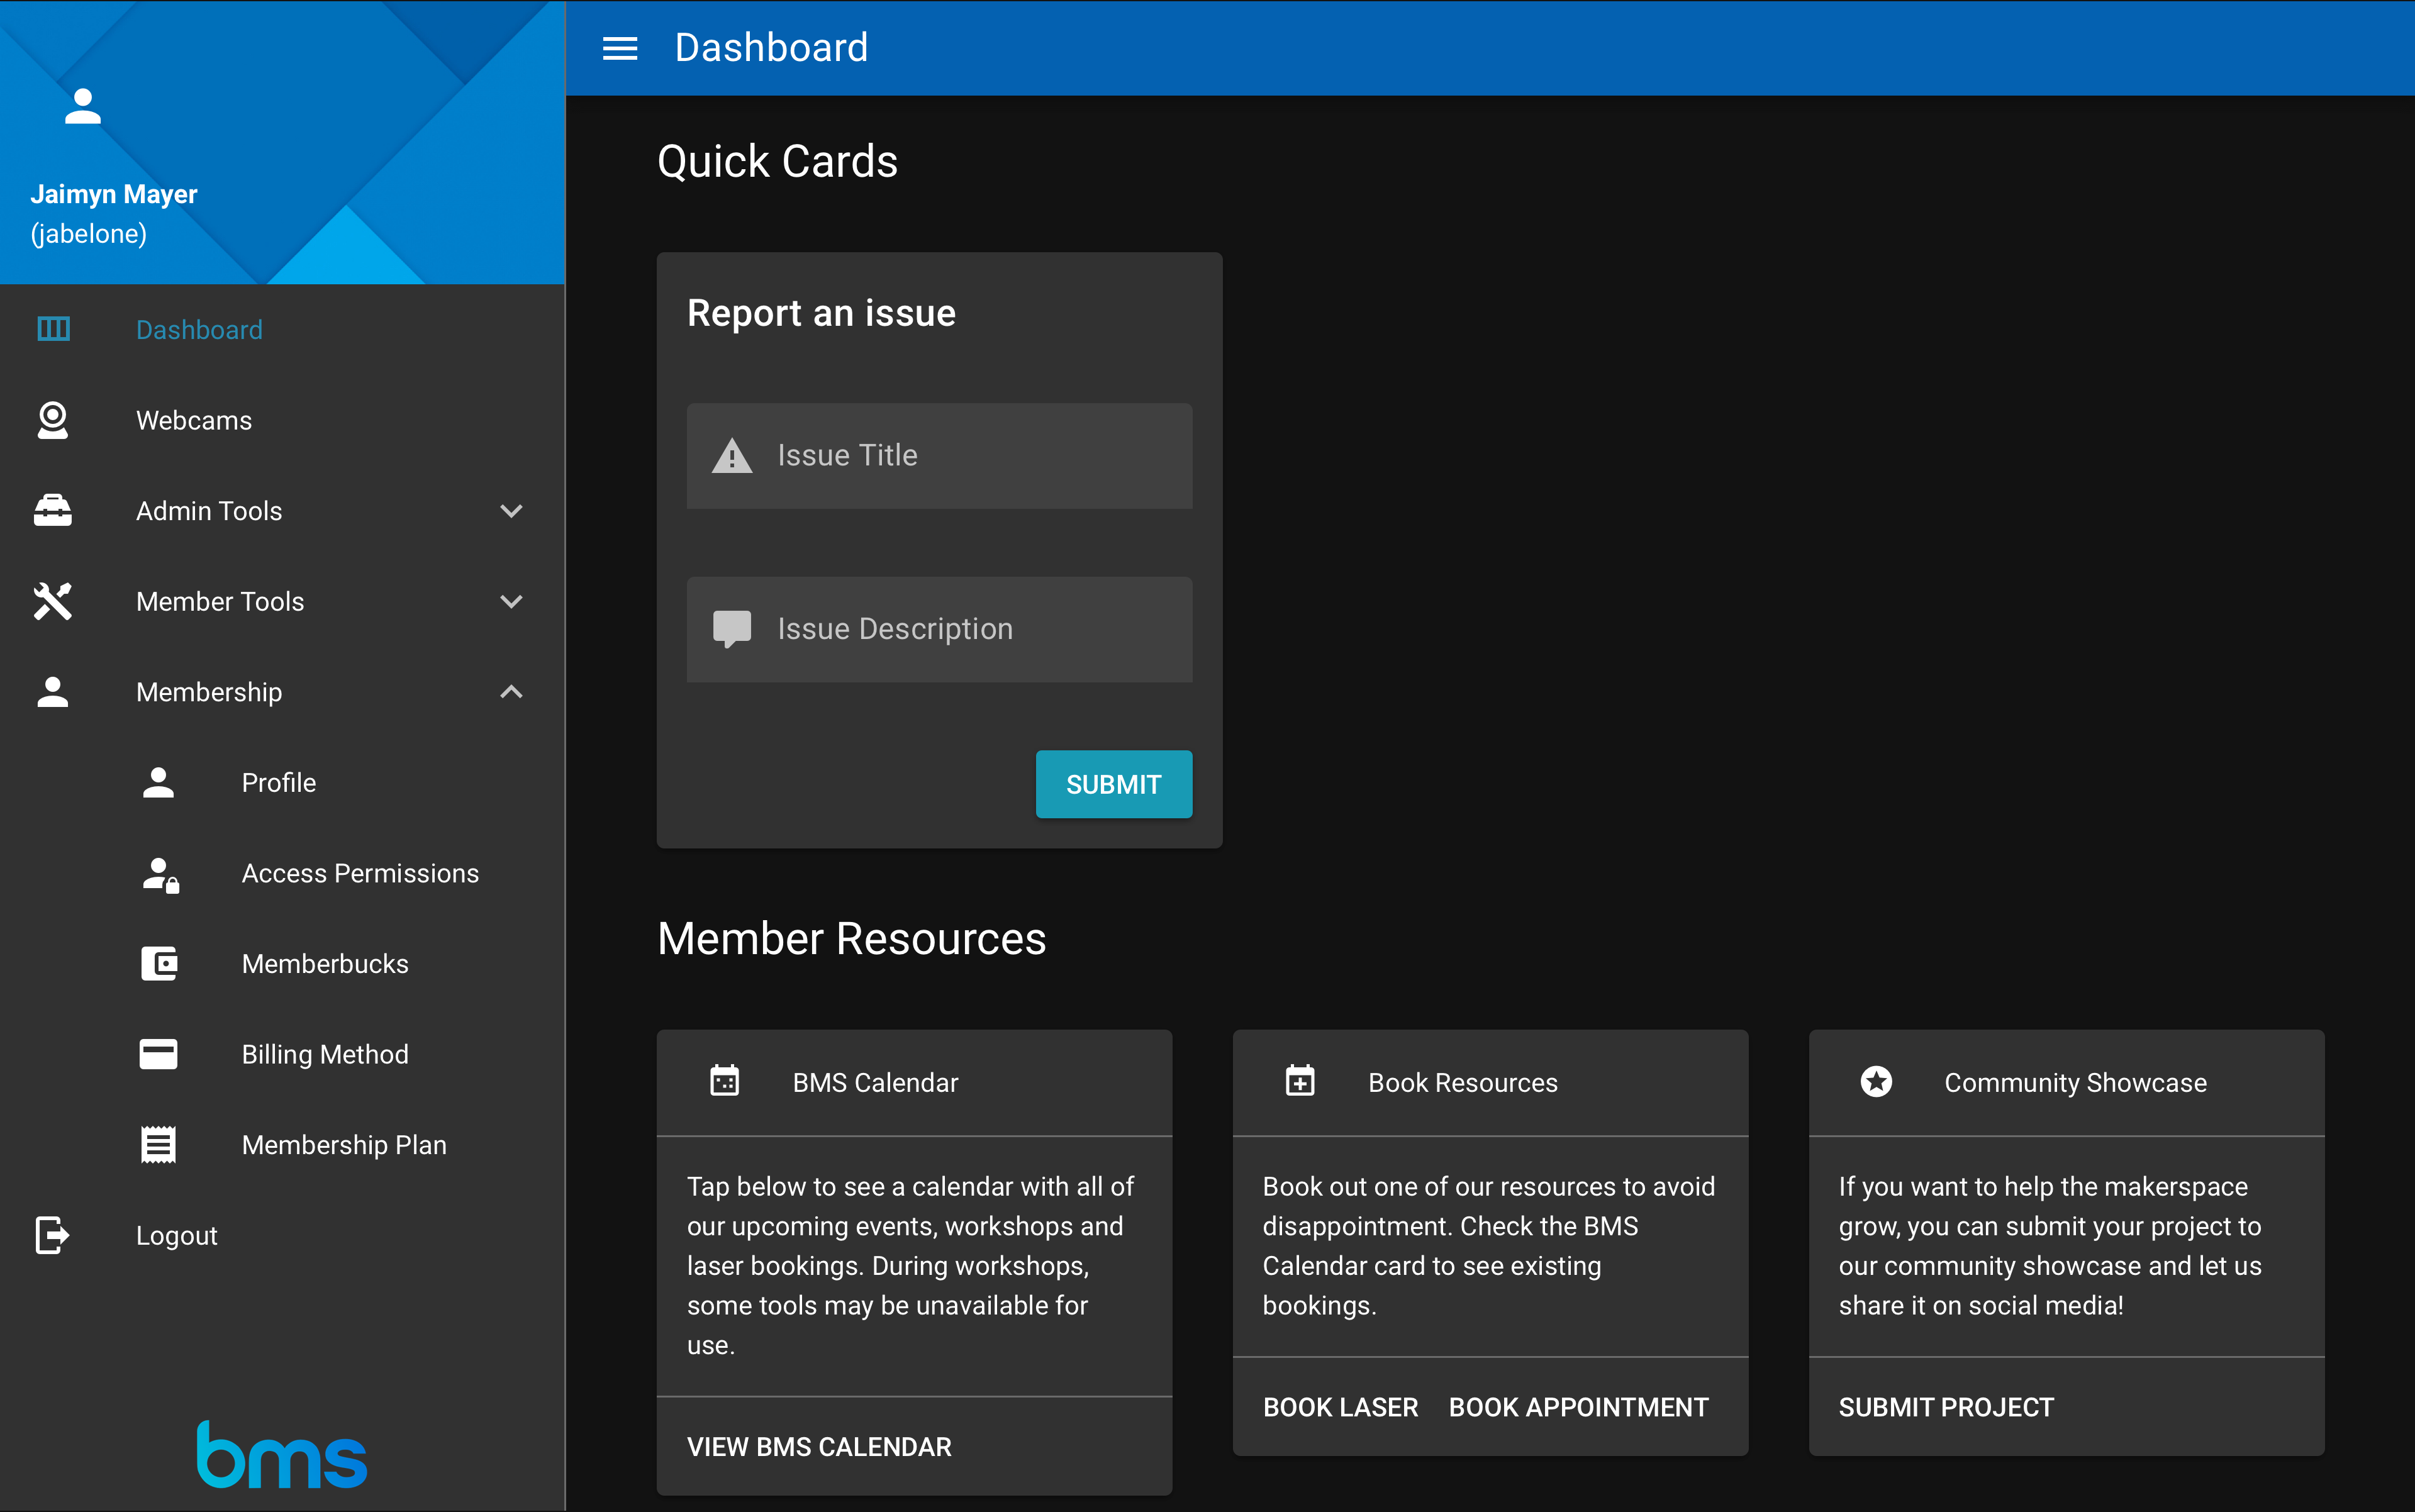 Jaimyn Mayer
(jabelone)
Dashboard
Webcams
Admin Tools
Member Tools
Membership
Profile
Access Permissions
Memberbucks
Billing Method
Membership Plan
Logout
bms
Dashboard
Quick Cards
Report an issue
Issue Title
Issue Description
SUBMIT
Member Resources
BMS Calendar
Tap below to see a calendar with all of
our upcoming events, workshops and
laser bookings. During workshops,
some tools may be unavailable for
use.
VIEW BMS CALENDAR
Book Resources
Book out one of our resources to avoid
disappointment. Check the BMS
Calendar card to see existing
bookings.
BOOK LASER BOOK APPOINTMENT
Community Showcase
If you want to help the makerspace
grow, you can submit your project to
our community showcase and let us
share it on social media!
SUBMIT PROJECT